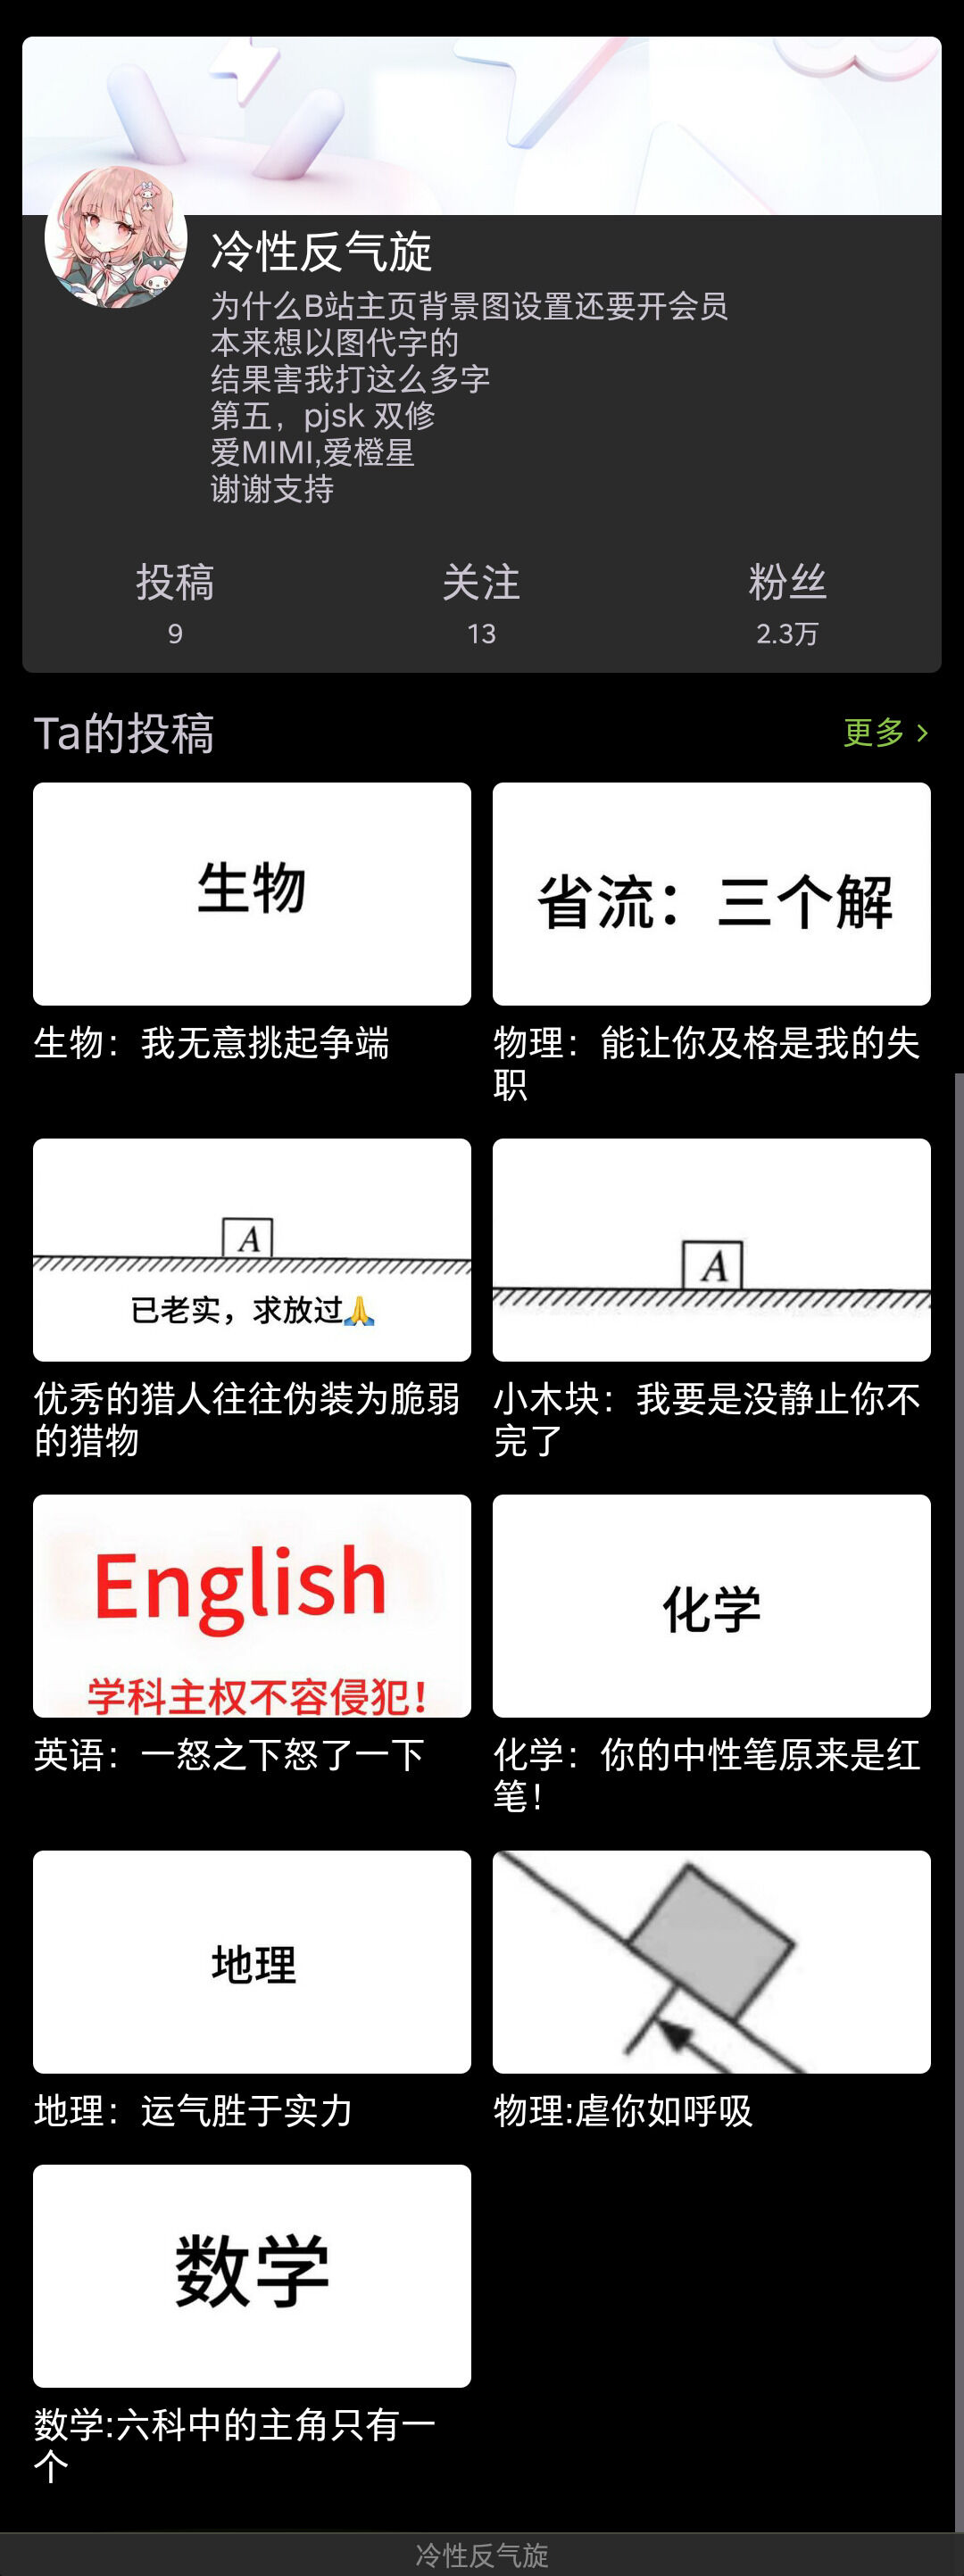 冷性反气旋
为什么B站主页背景图设置还要开会员
本来想以图代字的
结果害我打这么多字
第五，pjsk 双修
爱MIMI,爱橙星
谢谢支持
投稿
关注
粉丝
9
13
2.3万
Ta的投稿
更多 >
生物
省流：三个解
生物：我无意挑起争端
物理：能让你及格是我的失
职
A
已老实，求放过🙏
A
优秀的猎人往往伪装为脆弱
的猎物
小木块：我要是没静止你不
完了
English
学科主权不容侵犯！
化学
英语：一怒之下怒了一下
化学：你的中性笔原来是红
笔！
地理
地理：运气胜于实力
物理:虐你如呼吸
数学
数学:六科中的主角只有一
个
冷性反气旋